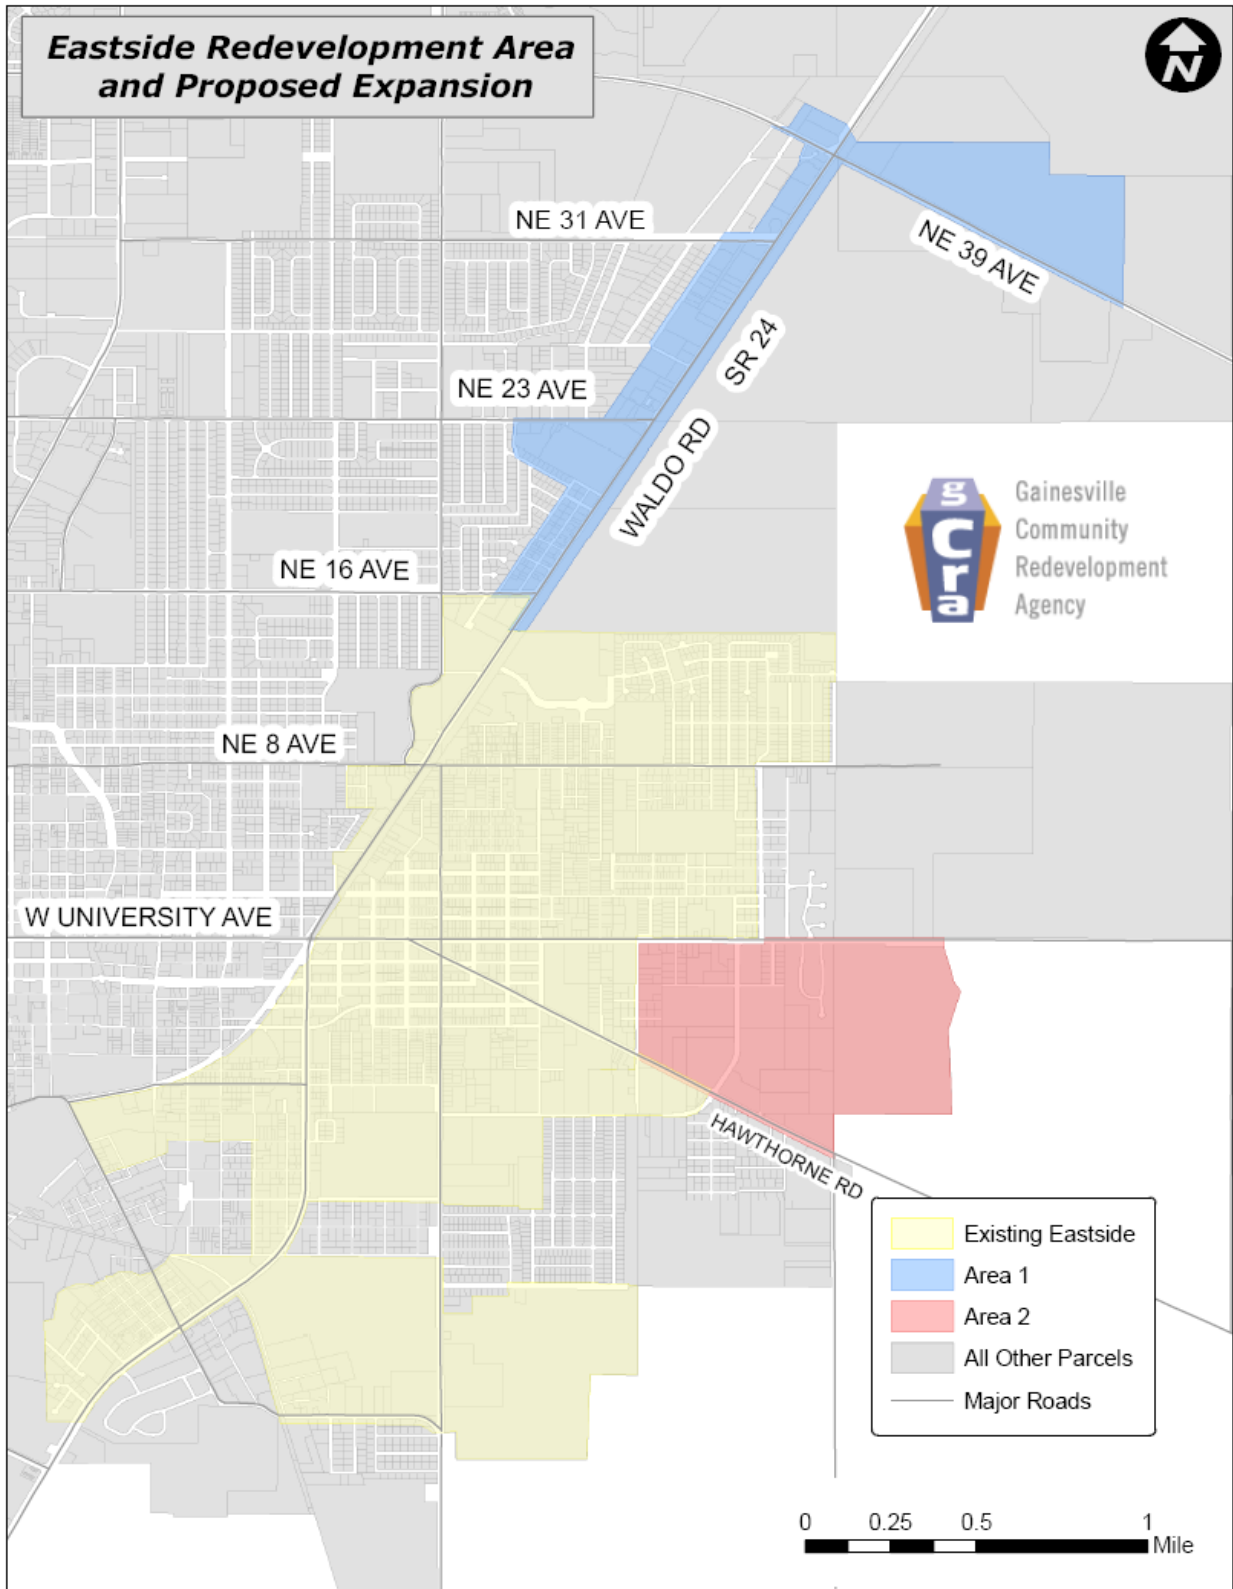 Eastside Redevelopment Area
and Proposed Expansion
N
NE 31 AVE
NE 39 AVE
SR 24
NE 23 AVE
WALDO RD
g
C
r
a
Gainesville
Community
Redevelopment
Agency
NE 16 AVE
NE 8 AVE
W UNIVERSITY AVE
HAWTHORNE RD
Existing Eastside
Area 1
Area 2
All Other Parcels
Major Roads
0 0.25 0.5 1
Mile